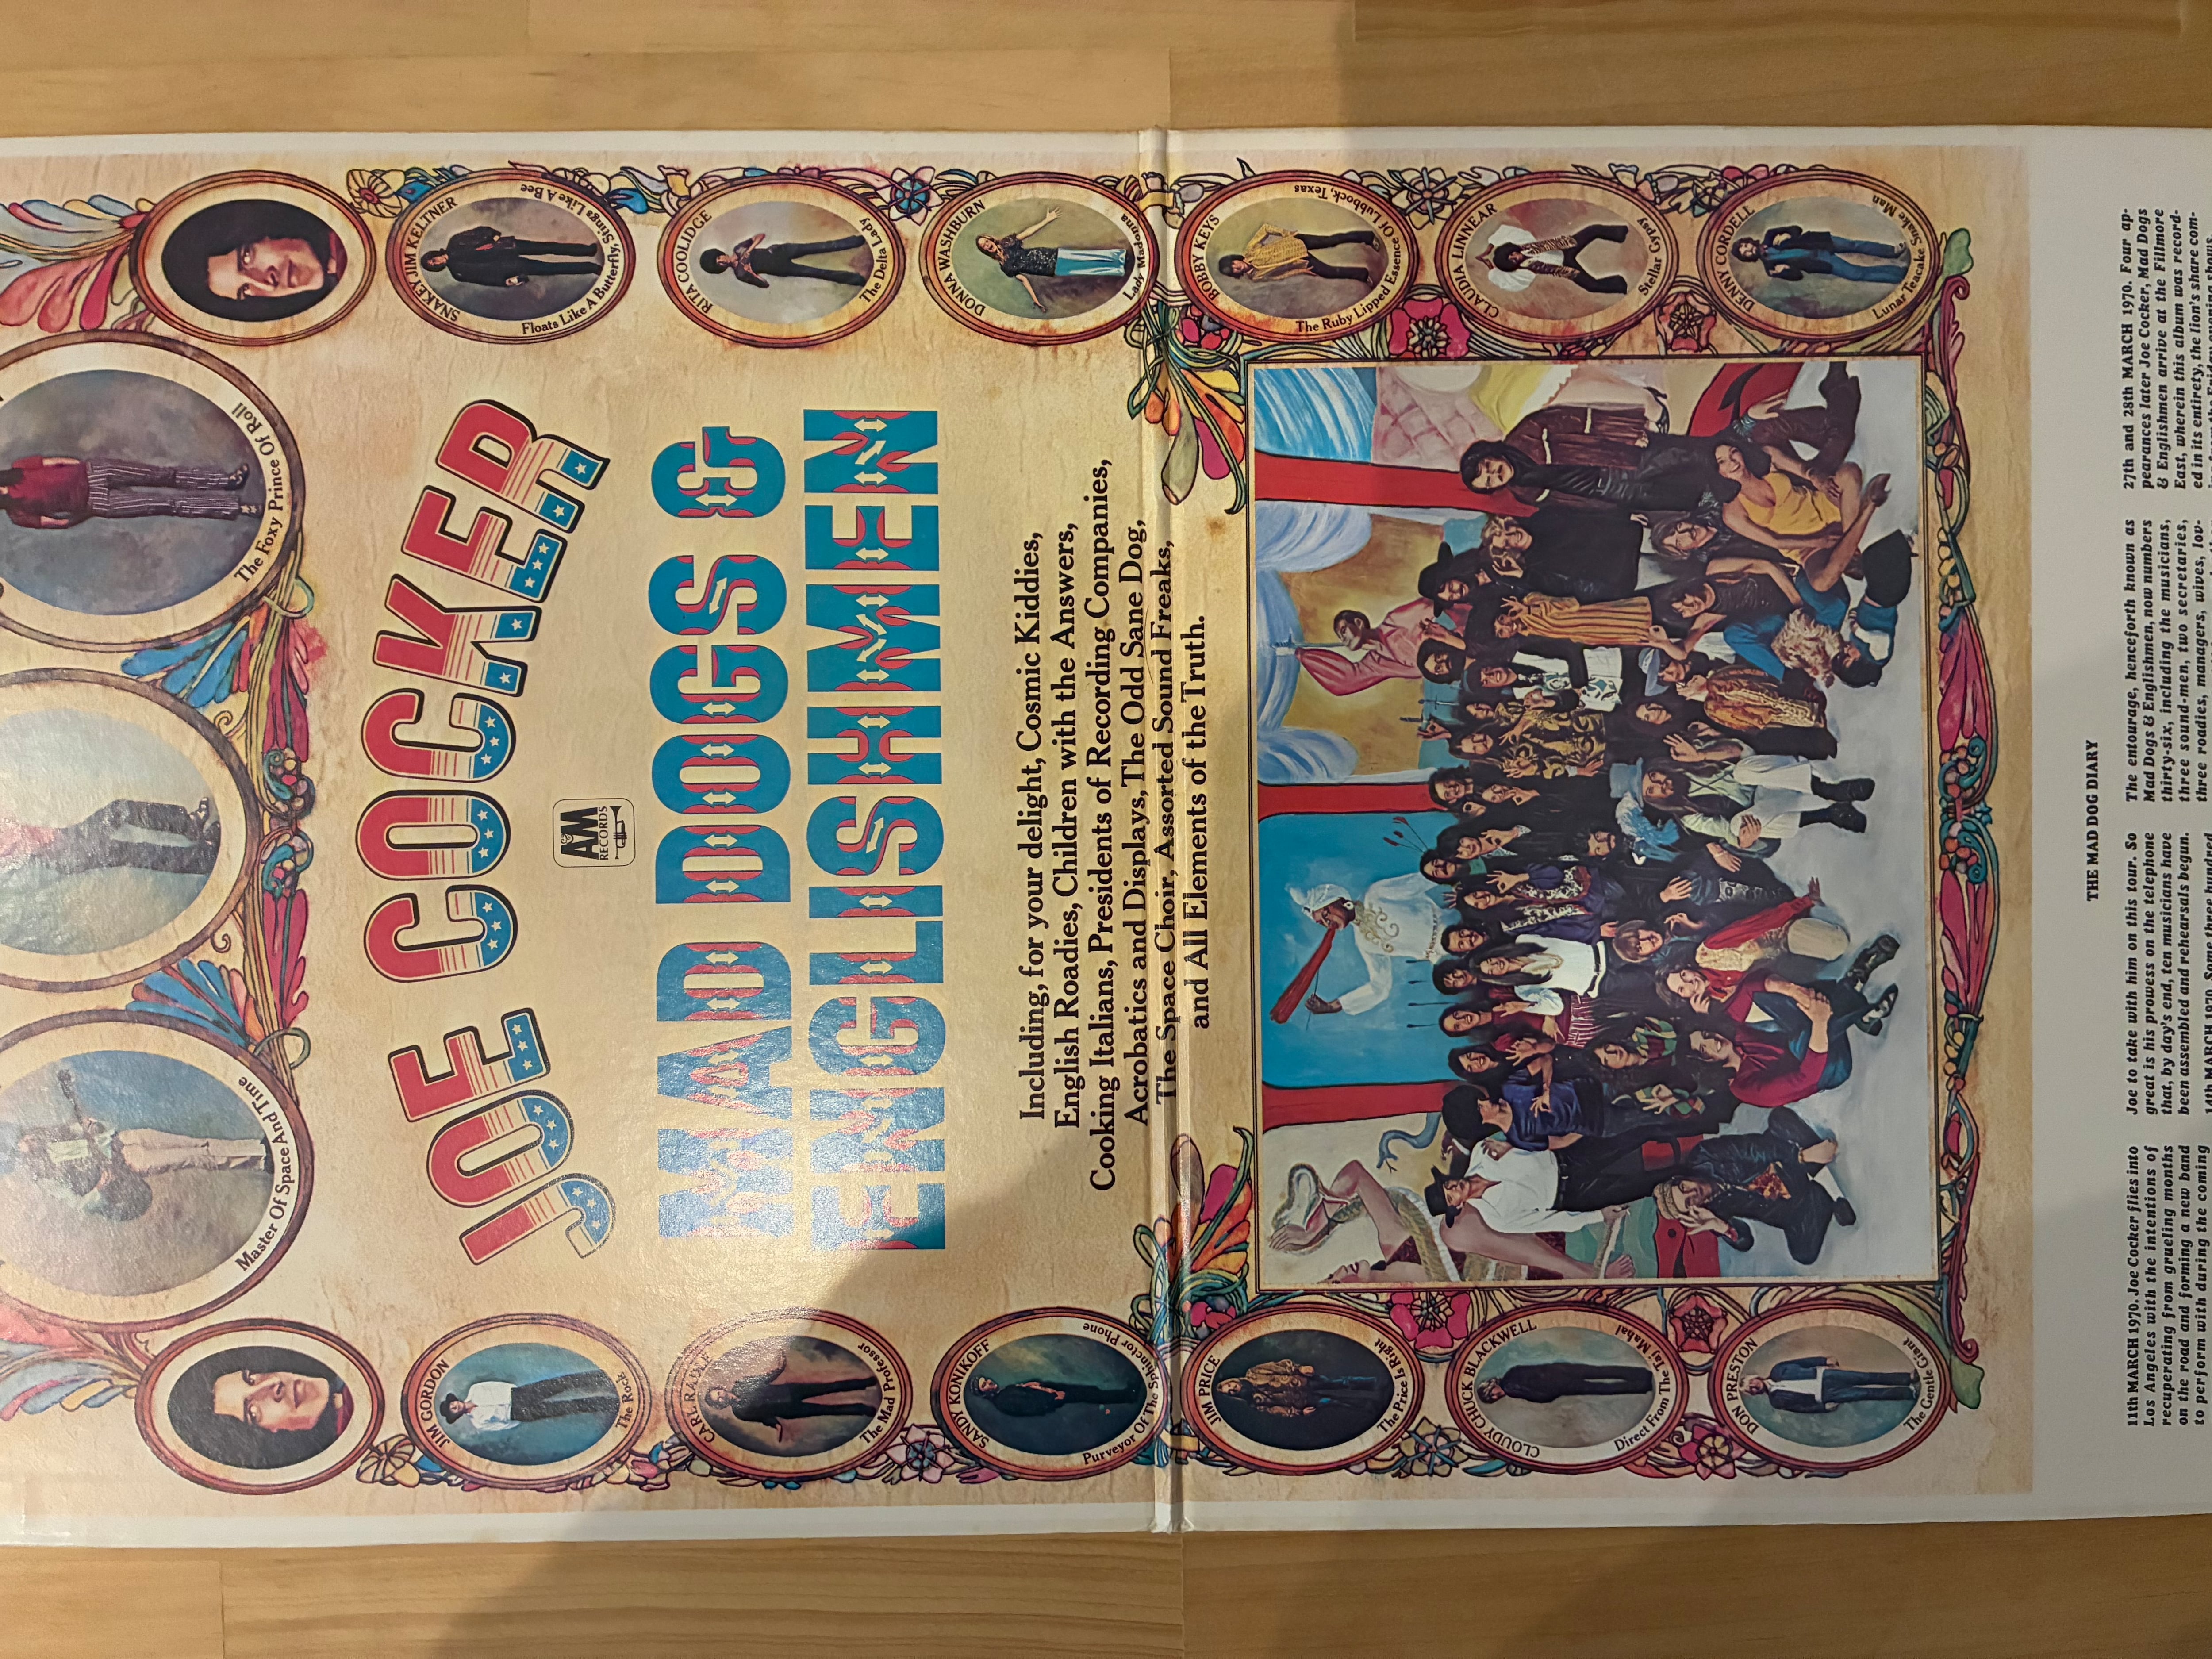 Master Of Space And Time
The Foxy Prince Of Roll
JOE COCKER
A&M
RECORDS
MAD DOGS &
ENGLISHMEN
Including, for your delight, Cosmic Kiddies,
English Roadies, Children with the Answers,
Cooking Italians, Presidents of Recording Companies,
Acrobatics and Displays, The Odd Sane Dog,
The Space Choir, Assorted Sound Freaks,
and All Elements of the Truth.
JIM GORDON
The Rock
CARL RADLE
The Mad Professor
SANDY KONIKOFF
Purveyor Of The Sphinctor Phone
JIM PRICE
The Price Is Right
CLOUDY CHUCK BLACKWELL
Direct From The Taj Mahal
DON PRESTON
The Gentle Giant
SNAKEY JIM KELTNER
Floats Like A Butterfly, Stings Like A Bee
RITA COOLIDGE
The Delta Lady
DONNA WASHBURN
Lady Madonna
BOBBY KEYS
The Ruby Lipped Essence Of Lubbock, Texas
CLAUDIA LINNEAR
Stellar Gypsy
DENNY CORDELL
Lunar Teacake Snake Man
THE MAD DOG DIARY
11th MARCH 1970. Joe Cocker flies into
Los Angeles with the intentions of
recuperating from grueling months
on the road and forming a new band
to perform with during the coming
Joe to take with him on this tour. So
great is his prowess on the telephone
that, by day's end, ten musicians have
been assembled and rehearsals begun.
14th MARCH 1970. Some three hundred
The entourage, henceforth known as
Mad Dogs & Englishmen, now numbers
thirty-six, including the musicians,
three sound-men, two secretaries,
three roadies, managers, wives, lov-
27th and 28th MARCH 1970. Four ap-
pearances later Joe Cocker, Mad Dogs
& Englishmen arrive at the Fillmore
East, wherein this album was record-
ed in its entirety, the lion's share com-